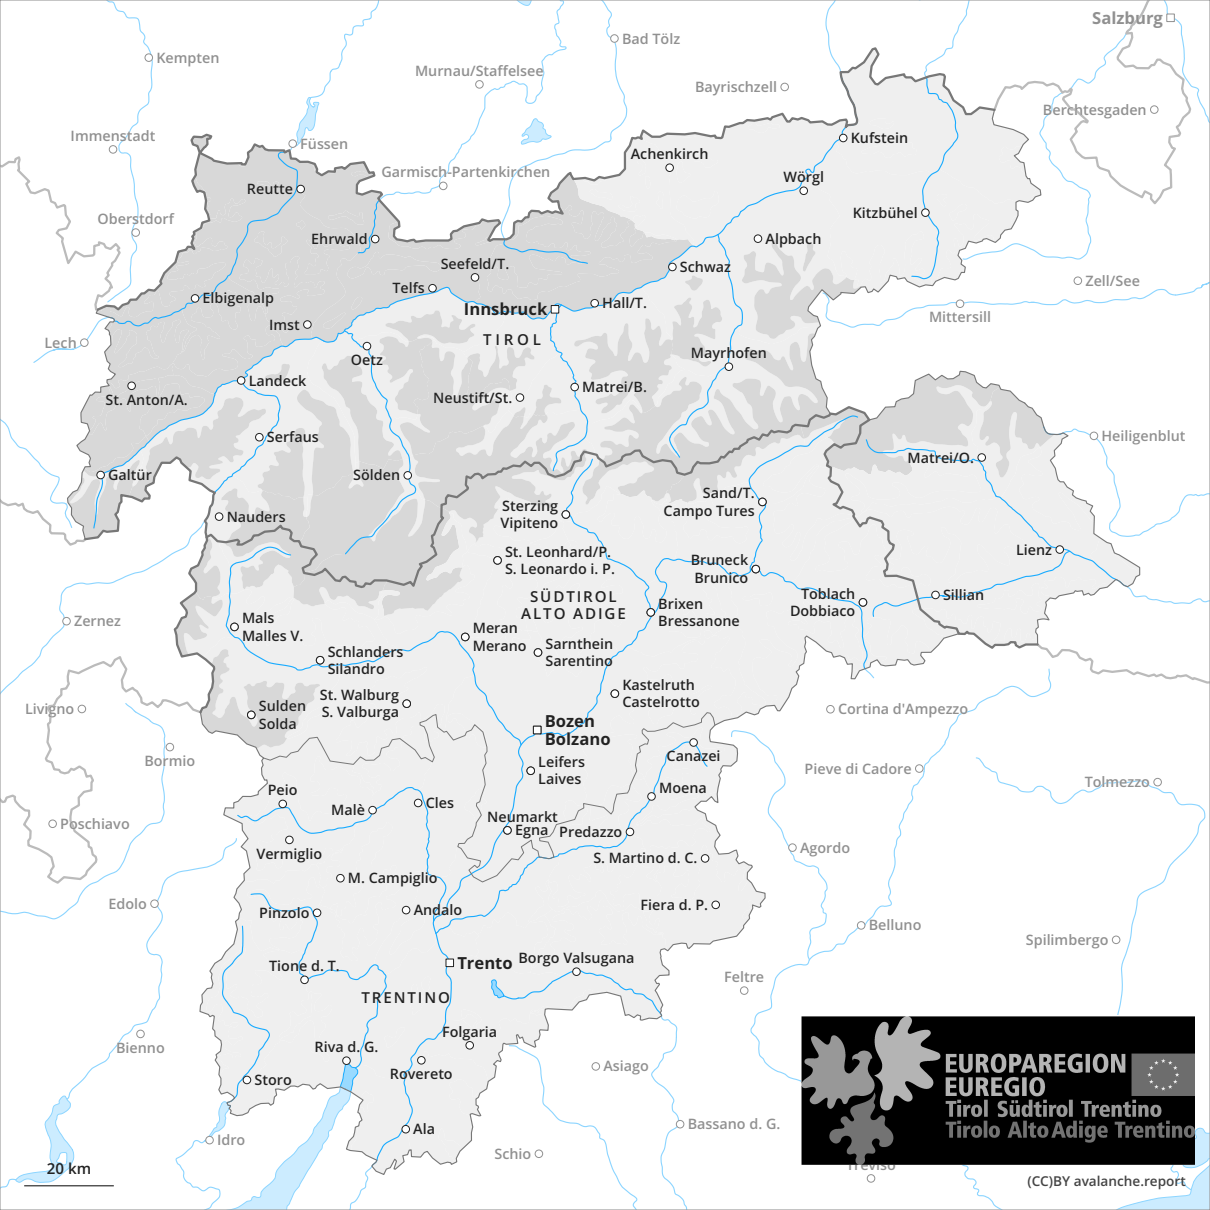 Salzburg
Kempten
Bad Tölz
Murnau/Staffelsee
Bayrischzell
Berchtesgaden
Immenstadt
Füssen
Kufstein
Achenkirch
Garmisch-Partenkirchen
Wörgl
Reutte
Oberstdorf
Kitzbühel
Ehrwald
Alpbach
Seefeld/T.
Schwaz
Zell/See
Telfs
Elbigenalp
Hall/T.
Innsbruck
Mittersill
Imst
TIROL
Lech
Oetz
Mayrhofen
Landeck
Matrei/B.
St. Anton/A.
Neustift/St.
Serfaus
Heiligenblut
Matrei/O.
Galtür
Sölden
Sand/T.
Campo Tures
Sterzing
Vipiteno
Nauders
St. Leonhard/P.
S. Leonardo i. P.
Lienz
Bruneck
Brunico
SÜDTIROL
ALTO ADIGE
Toblach
Dobbiaco
Sillian
Brixen
Bressanone
Zernez
Mals
Malles V.
Meran
Merano
Sarnthein
Sarentino
Schlanders
Silandro
St. Walburg
S. Valburga
Kastelruth
Castelrotto
Livigno
Sulden
Solda
Cortina d'Ampezzo
Bozen
Bolzano
Bormio
Canazei
Leifers
Laives
Pieve di Cadore
Tolmezzo
Peio
Moena
Malè
Cles
Neumarkt
Egna
Predazzo
Poschiavo
Vermiglio
Agordo
S. Martino d. C.
M. Campiglio
Edolo
Pinzolo
Andalo
Fiera d. P.
Belluno
Spilimbergo
Trento
Borgo Valsugana
Tione d. T.
Feltre
TRENTINO
Folgaria
Bienno
Riva d. G.
Asiago
Rovereto
Storo
EUROPAREGION
EUREGIO
Tirol Südtirol Trentino
Tirolo Alto Adige Trentino
Bassano d. G.
Ala
Idro
Schio
Treviso
20 km
(CC)BY avalanche.report